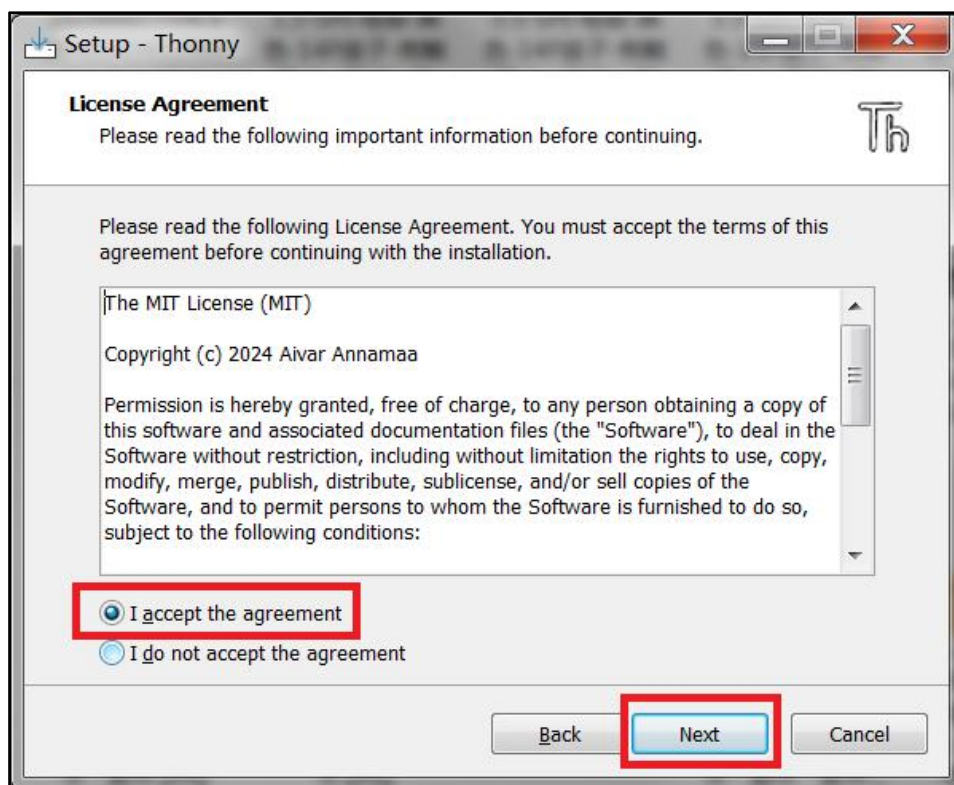 Setup - Thonny
License Agreement
Please read the following important information before continuing.
Th
Please read the following License Agreement. You must accept the terms of this
agreement before continuing with the installation.
The MIT License (MIT)
Copyright (c) 2024 Aivar Annamaa
Permission is hereby granted, free of charge, to any person obtaining a copy of
this software and associated documentation files (the "Software"), to deal in the
Software without restriction, including without limitation the rights to use, copy,
modify, merge, publish, distribute, sublicense, and/or sell copies of the
Software, and to permit persons to whom the Software is furnished to do so,
subject to the following conditions:
I accept the agreement
I do not accept the agreement
Back
Next
Cancel